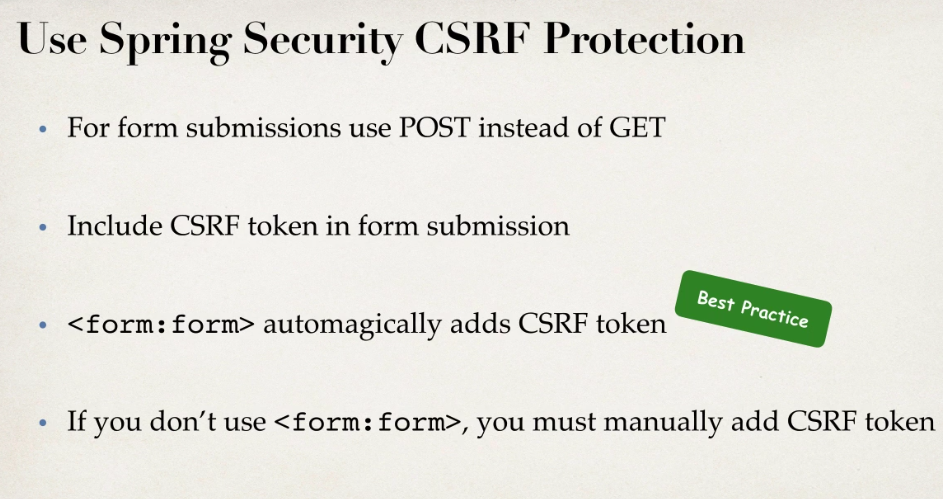 Use Spring Security CSRF Protection
• For form submissions use POST instead of GET
• Include CSRF token in form submission
• <form:form> automagically adds CSRF token
Best Practice
• If you don’t use <form:form>, you must manually add CSRF token